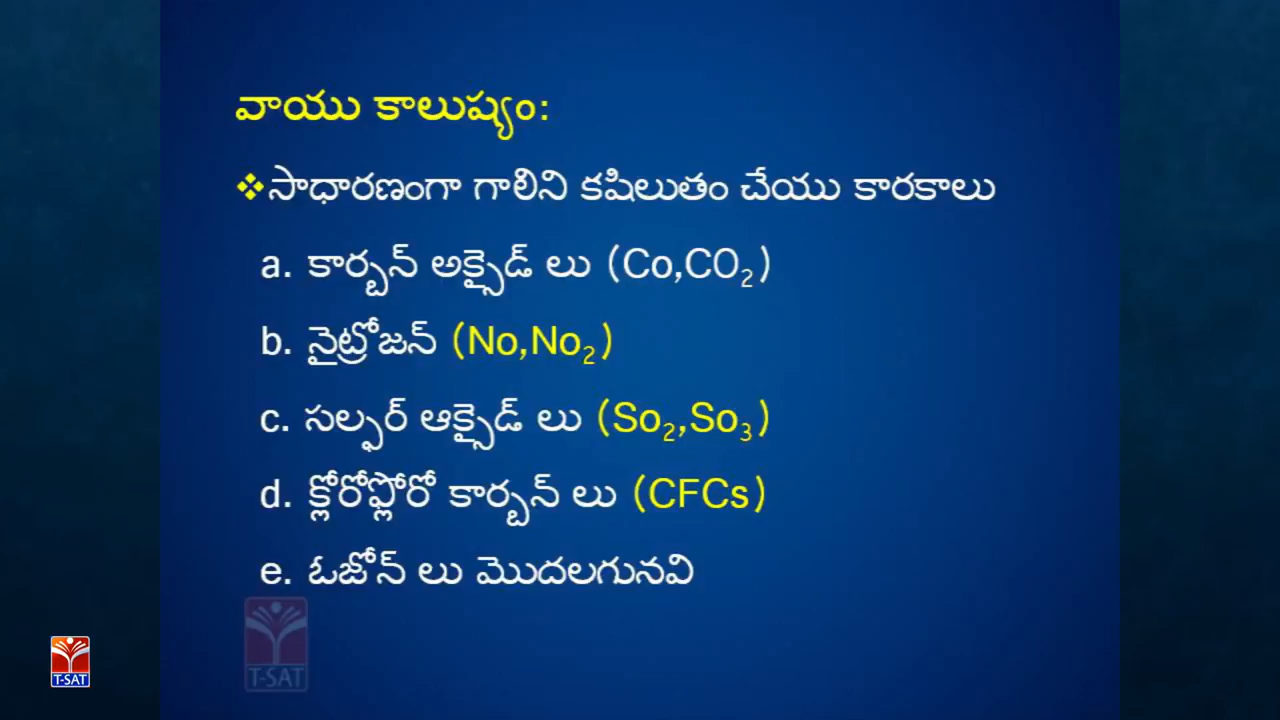 వాయు కాలుష్యం:
❖సాధారణంగా గాలిని కషిలుతం చేయు కారకాలు
a. కార్బన్ అక్సైడ్ లు (Co,CO₂)
b. నైట్రోజన్ (No,No₂)
c. సల్ఫర్ ఆక్సైడ్ లు (So₂,So₃)
d. క్లోరోఫ్లోరో కార్బన్ లు (CFCs)
e. ఓజోన్ లు మొదలగునవి
T-SAT
T-SAT